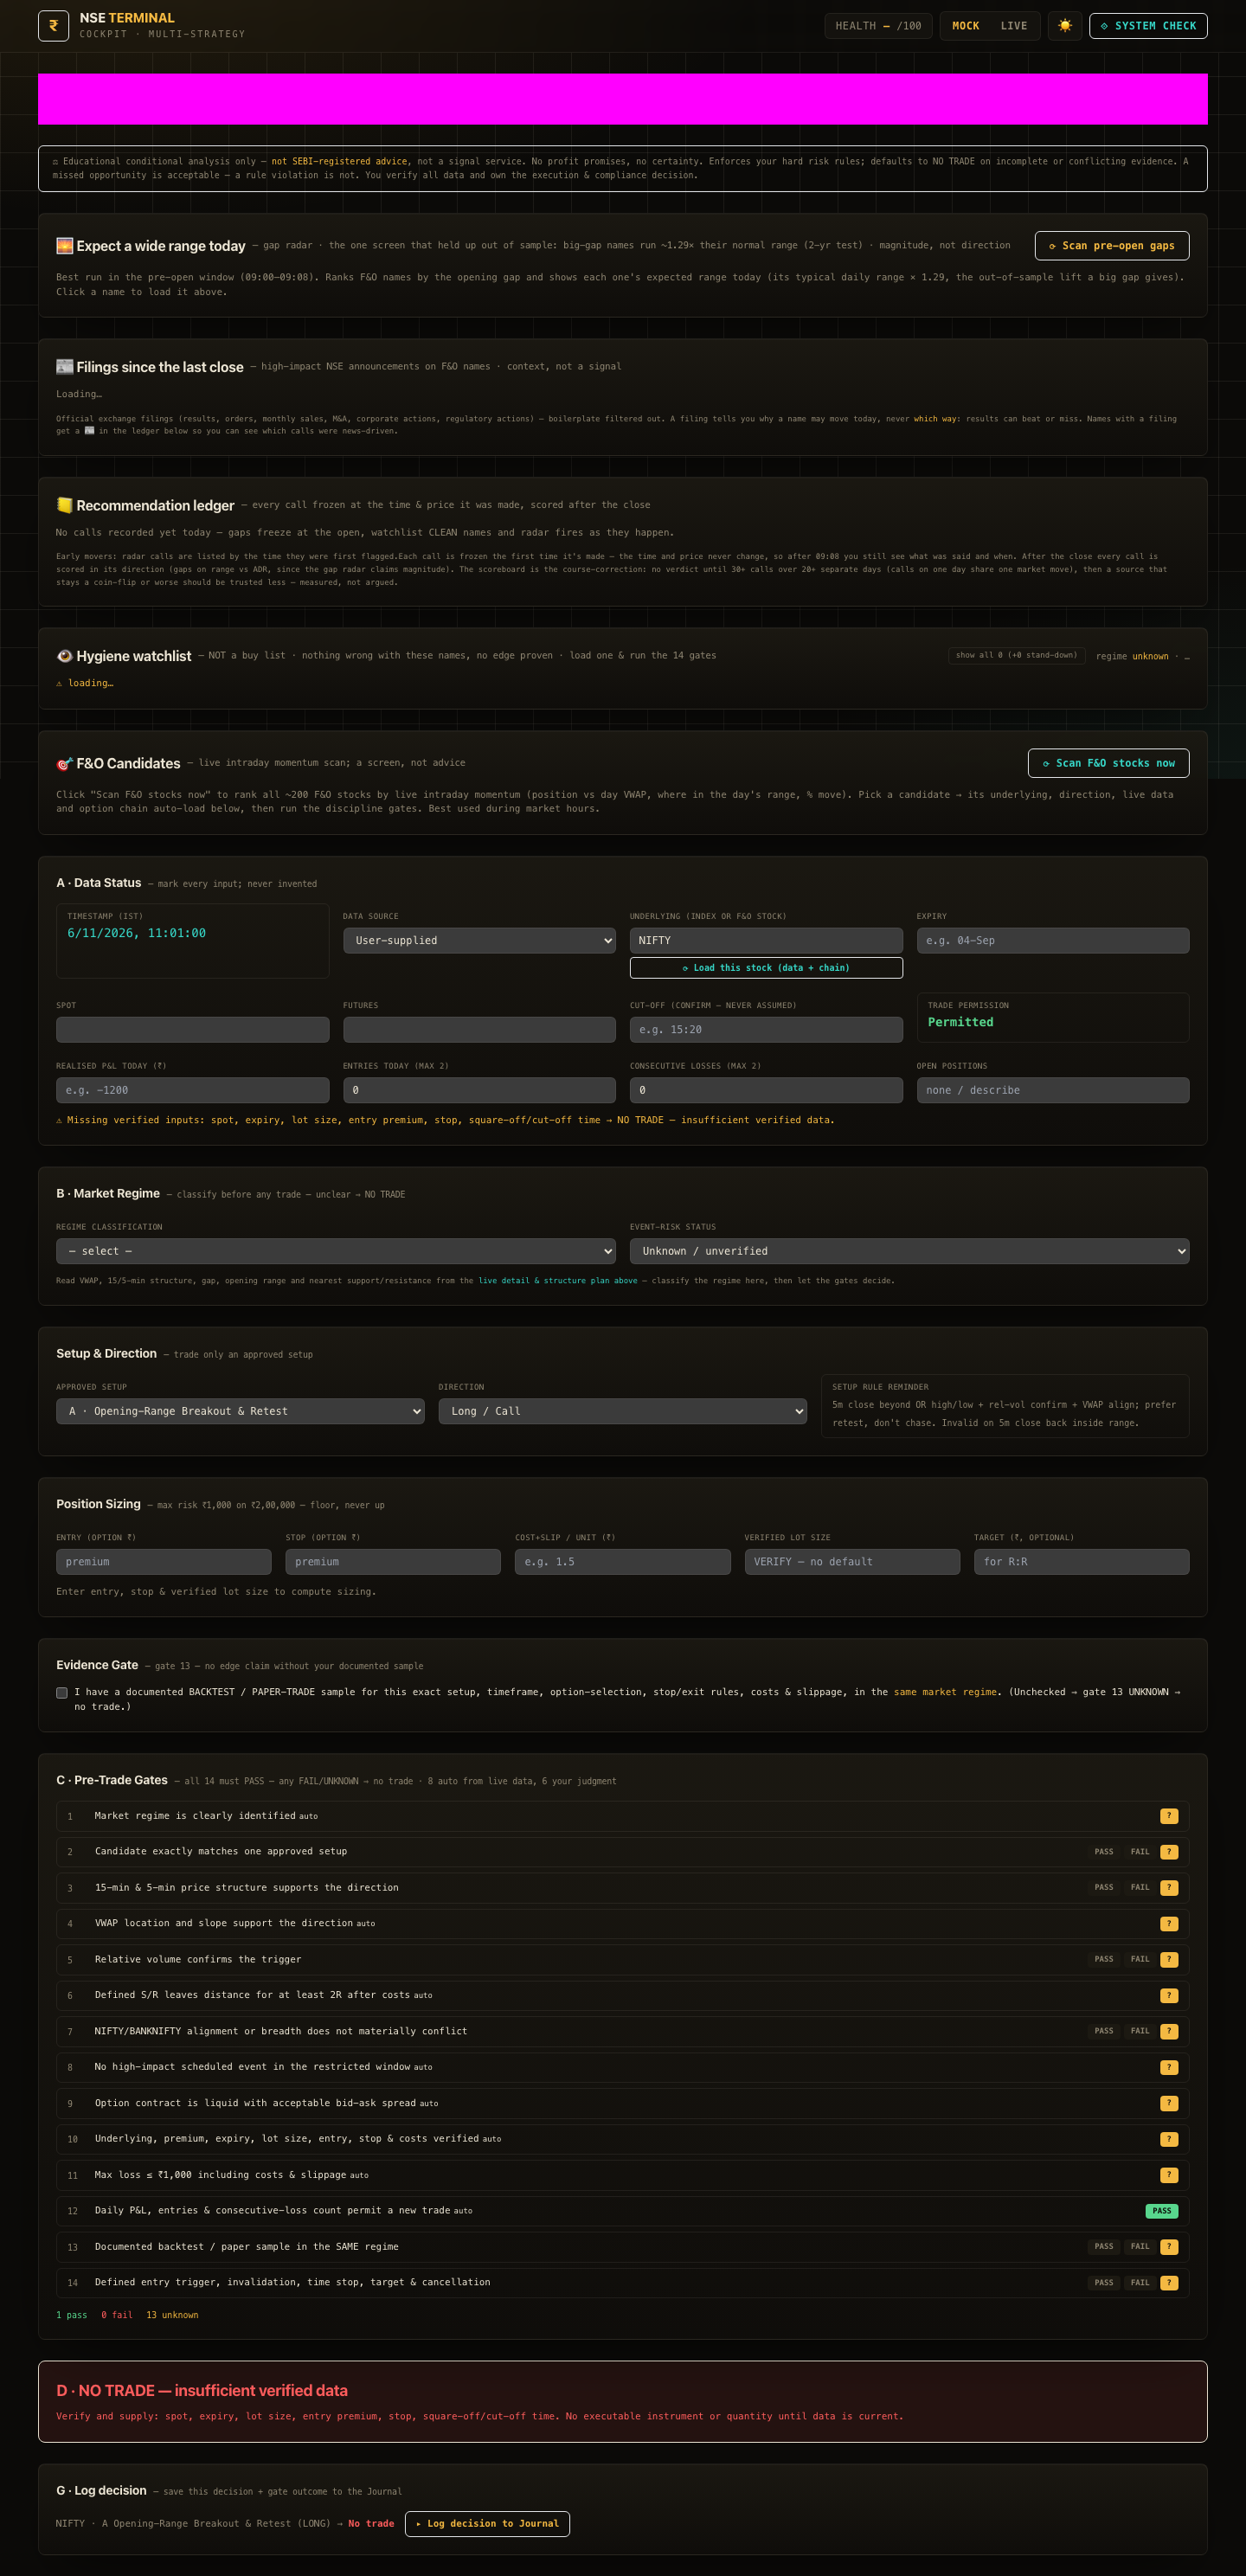 ₹
NSE TERMINAL
COCKPIT · MULTI-STRATEGY
HEALTH — /100
MOCK LIVE
SYSTEM CHECK
Educational conditional analysis only — not SEBI-registered advice, not a signal service. No profit promises, no certainty. Enforces your hard risk rules; defaults to NO TRADE on incomplete or conflicting evidence. A
missed opportunity is acceptable — a rule violation is not. You verify all data and own the execution & compliance decision.
Expect a wide range today — gap radar · the one screen that held up out of sample: big-gap names run ~1.29× their normal range (2-yr test) · magnitude, not direction
⟳ Scan pre-open gaps
Best run in the pre-open window (09:00–09:08). Ranks F&O names by the opening gap and shows each one's expected range today (its typical daily range × 1.29, the out-of-sample lift a big gap gives).
Click a name to load it above.
Filings since the last close — high-impact NSE announcements on F&O names · context, not a signal
Loading…
Official exchange filings (results, orders, monthly sales, M&A, corporate actions, regulatory actions) — boilerplate filtered out. A filing tells you why a name may move today, never which way: results can beat or miss. Names with a filing
get a 📰 in the ledger below so you can see which calls were news-driven.
Recommendation ledger — every call frozen at the time & price it was made, scored after the close
No calls recorded yet today — gaps freeze at the open, watchlist CLEAN names and radar fires as they happen.
Early movers: radar calls are listed by the time they were first flagged.Each call is frozen the first time it's made — the time and price never change, so after 09:08 you still see what was said and when. After the close every call is
scored in its direction (gaps on range vs ADR, since the gap radar claims magnitude). The scoreboard is the course-correction: no verdict until 30+ calls over 20+ separate days (calls on one day share one market move), then a source that
stays a coin-flip or worse should be trusted less — measured, not argued.
Hygiene watchlist — NOT a buy list · nothing wrong with these names, no edge proven · load one & run the 14 gates
show all 0 (+0 stand-down)
regime unknown · …
⚠ loading…
F&O Candidates — live intraday momentum scan; a screen, not advice
⟳ Scan F&O stocks now
Click "Scan F&O stocks now" to rank all ~200 F&O stocks by live intraday momentum (position vs day VWAP, where in the day's range, % move). Pick a candidate → its underlying, direction, live data
and option chain auto-load below, then run the discipline gates. Best used during market hours.
A · Data Status — mark every input; never invented
TIMESTAMP (IST)
6/11/2026, 11:01:00
DATA SOURCE
User-supplied
UNDERLYING (INDEX OR F&O STOCK)
NIFTY
⟳ Load this stock (data + chain)
EXPIRY
e.g. 04-Sep
SPOT
FUTURES
CUT-OFF (CONFIRM — NEVER ASSUMED)
e.g. 15:20
TRADE PERMISSION
Permitted
REALISED P&L TODAY (₹)
e.g. -1200
ENTRIES TODAY (MAX 2)
0
CONSECUTIVE LOSSES (MAX 2)
0
OPEN POSITIONS
none / describe
⚠ Missing verified inputs: spot, expiry, lot size, entry premium, stop, square-off/cut-off time → NO TRADE — insufficient verified data.
B · Market Regime — classify before any trade — unclear → NO TRADE
REGIME CLASSIFICATION
— select —
EVENT-RISK STATUS
Unknown / unverified
Read VWAP, 15/5-min structure, gap, opening range and nearest support/resistance from the live detail & structure plan above — classify the regime here, then let the gates decide.
Setup & Direction — trade only an approved setup
APPROVED SETUP
A · Opening-Range Breakout & Retest
DIRECTION
Long / Call
SETUP RULE REMINDER
5m close beyond OR high/low + rel-vol confirm + VWAP align; prefer
retest, don't chase. Invalid on 5m close back inside range.
Position Sizing — max risk ₹1,000 on ₹2,00,000 — floor, never up
ENTRY (OPTION ₹)
premium
STOP (OPTION ₹)
premium
COST+SLIP / UNIT (₹)
e.g. 1.5
VERIFIED LOT SIZE
VERIFY — no default
TARGET (₹, OPTIONAL)
for R:R
Enter entry, stop & verified lot size to compute sizing.
Evidence Gate — gate 13 — no edge claim without your documented sample
I have a documented BACKTEST / PAPER-TRADE sample for this exact setup, timeframe, option-selection, stop/exit rules, costs & slippage, in the same market regime. (Unchecked → gate 13 UNKNOWN →
no trade.)
C · Pre-Trade Gates — all 14 must PASS — any FAIL/UNKNOWN → no trade · 8 auto from live data, 6 your judgment
1 Market regime is clearly identified auto ?
2 Candidate exactly matches one approved setup PASS FAIL ?
3 15-min & 5-min price structure supports the direction PASS FAIL ?
4 VWAP location and slope support the direction auto ?
5 Relative volume confirms the trigger PASS FAIL ?
6 Defined S/R leaves distance for at least 2R after costs auto ?
7 NIFTY/BANKNIFTY alignment or breadth does not materially conflict PASS FAIL ?
8 No high-impact scheduled event in the restricted window auto ?
9 Option contract is liquid with acceptable bid-ask spread auto ?
10 Underlying, premium, expiry, lot size, entry, stop & costs verified auto ?
11 Max loss ≤ ₹1,000 including costs & slippage auto ?
12 Daily P&L, entries & consecutive-loss count permit a new trade auto PASS
13 Documented backtest / paper sample in the SAME regime PASS FAIL ?
14 Defined entry trigger, invalidation, time stop, target & cancellation PASS FAIL ?
1 pass 0 fail 13 unknown
D · NO TRADE — insufficient verified data
Verify and supply: spot, expiry, lot size, entry premium, stop, square-off/cut-off time. No executable instrument or quantity until data is current.
G · Log decision — save this decision + gate outcome to the Journal
NIFTY · A Opening-Range Breakout & Retest (LONG) → No trade
▸ Log decision to Journal